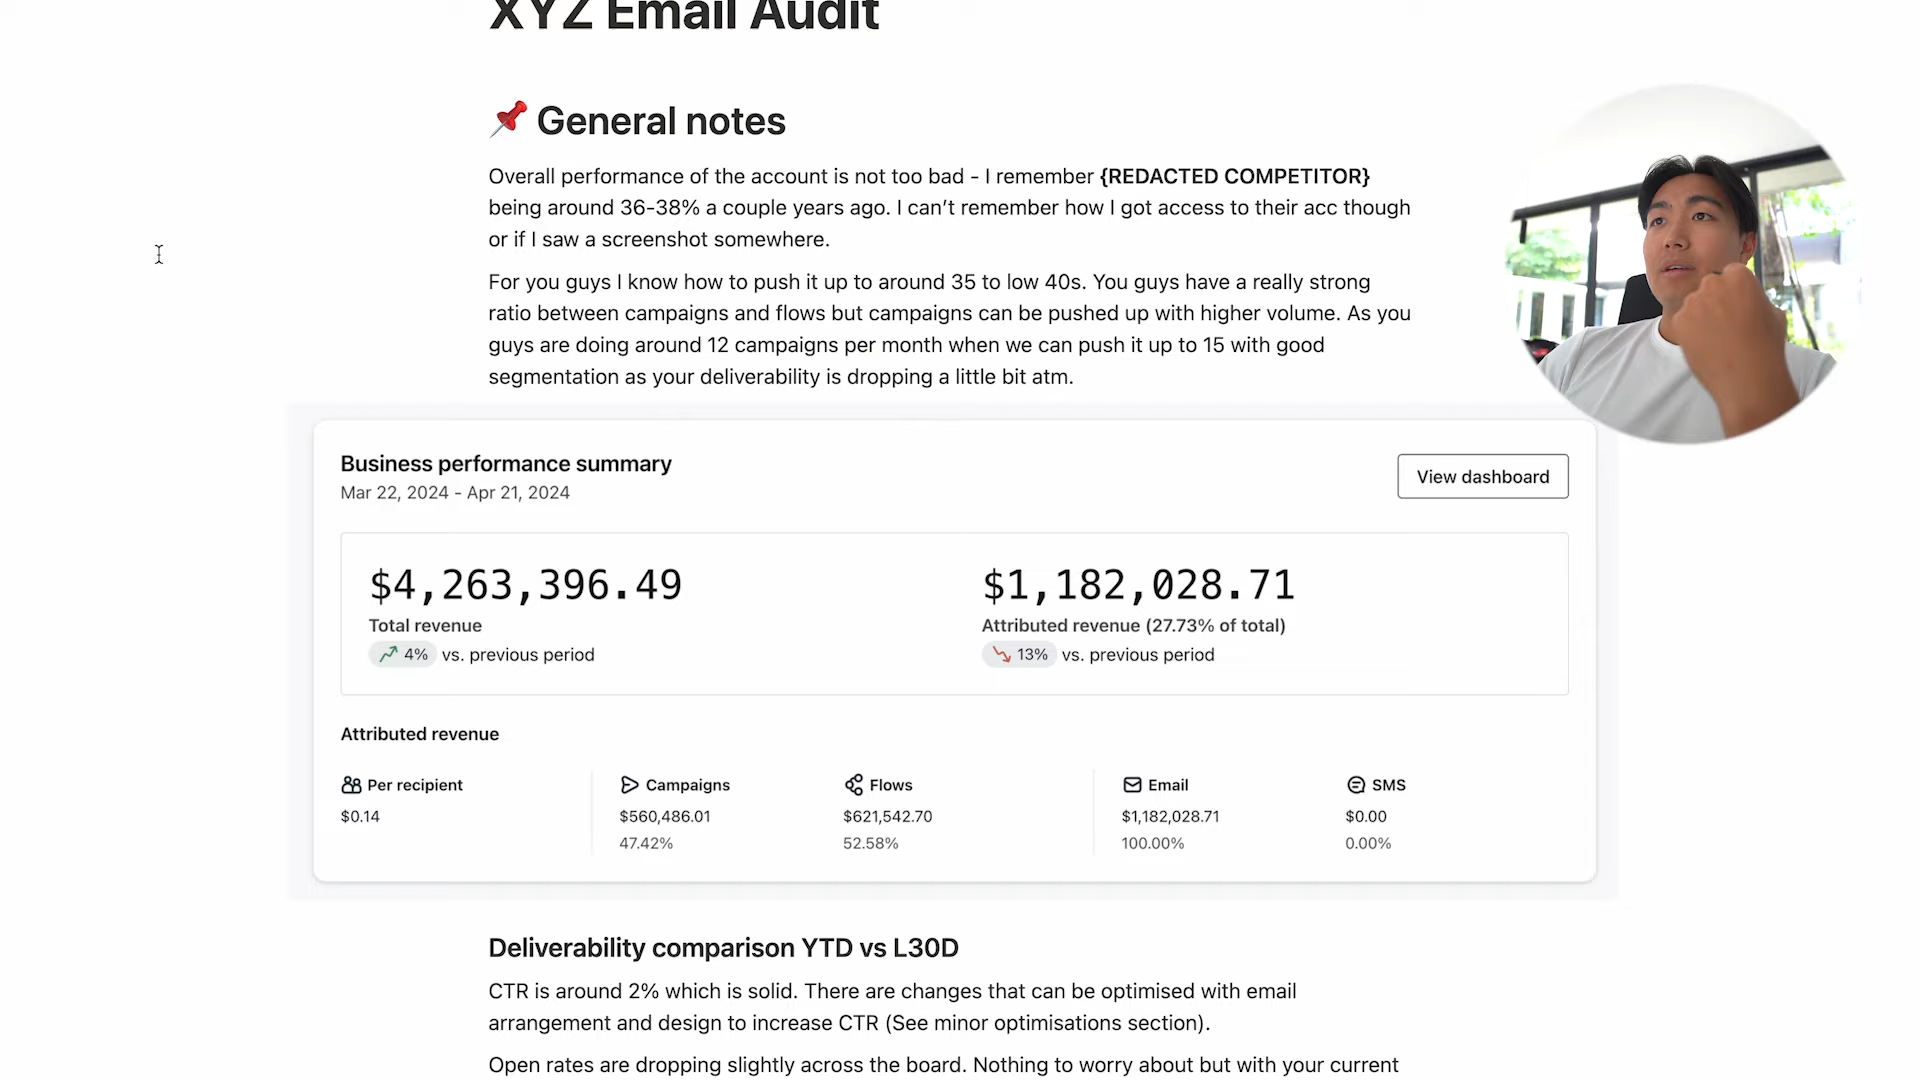 XYZ Email Audit
General notes
Overall performance of the account is not too bad - I remember {REDACTED COMPETITOR}
being around 36-38% a couple years ago. I can’t remember how I got access to their acc though
or if I saw a screenshot somewhere.
For you guys I know how to push it up to around 35 to low 40s. You guys have a really strong
ratio between campaigns and flows but campaigns can be pushed up with higher volume. As you
guys are doing around 12 campaigns per month when we can push it up to 15 with good
segmentation as your deliverability is dropping a little bit atm.
Business performance summary
View dashboard
Mar 22, 2024 - Apr 21, 2024
$4,263,396.49
Total revenue
4% vs. previous period
$1,182,028.71
Attributed revenue (27.73% of total)
13% vs. previous period
Attributed revenue
Per recipient
$0.14
Campaigns
$560,486.01
47.42%
Flows
$621,542.70
52.58%
Email
$1,182,028.71
100.00%
SMS
$0.00
0.00%
Deliverability comparison YTD vs L30D
CTR is around 2% which is solid. There are changes that can be optimised with email
arrangement and design to increase CTR (See minor optimisations section).
Open rates are dropping slightly across the board. Nothing to worry about but with your current